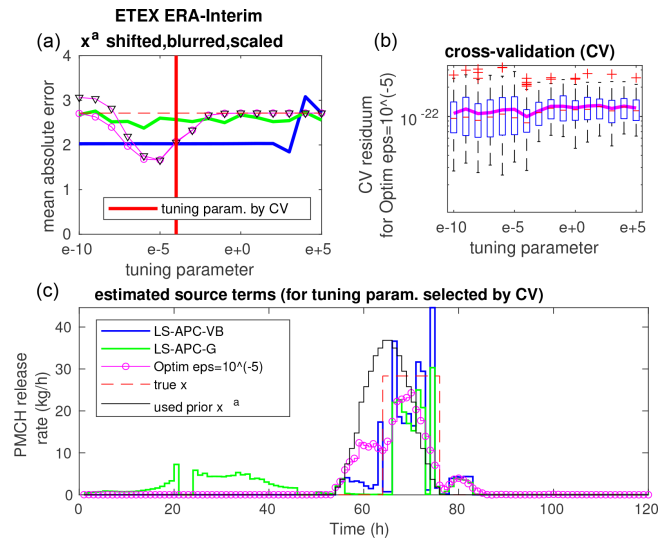 ETEX ERA-Interim
(a) x^a shifted,blurred,scaled
4
3
2
1
0
mean absolute error
tuning param. by CV
e-10 e-5 e+0 e+5
tuning parameter
(b)
cross-validation (CV)
10^-22
CV residuum
for Optim eps=10^(-5)
e-10 e-5 e+0 e+5
tuning parameter
(c) estimated source terms (for tuning param. selected by CV)
40
30
20
10
0
PMCH release
rate (kg/h)
LS-APC-VB
LS-APC-G
Optim eps=10^(-5)
true x
used prior x^a
0 20 40 60 80 100 120
Time (h)